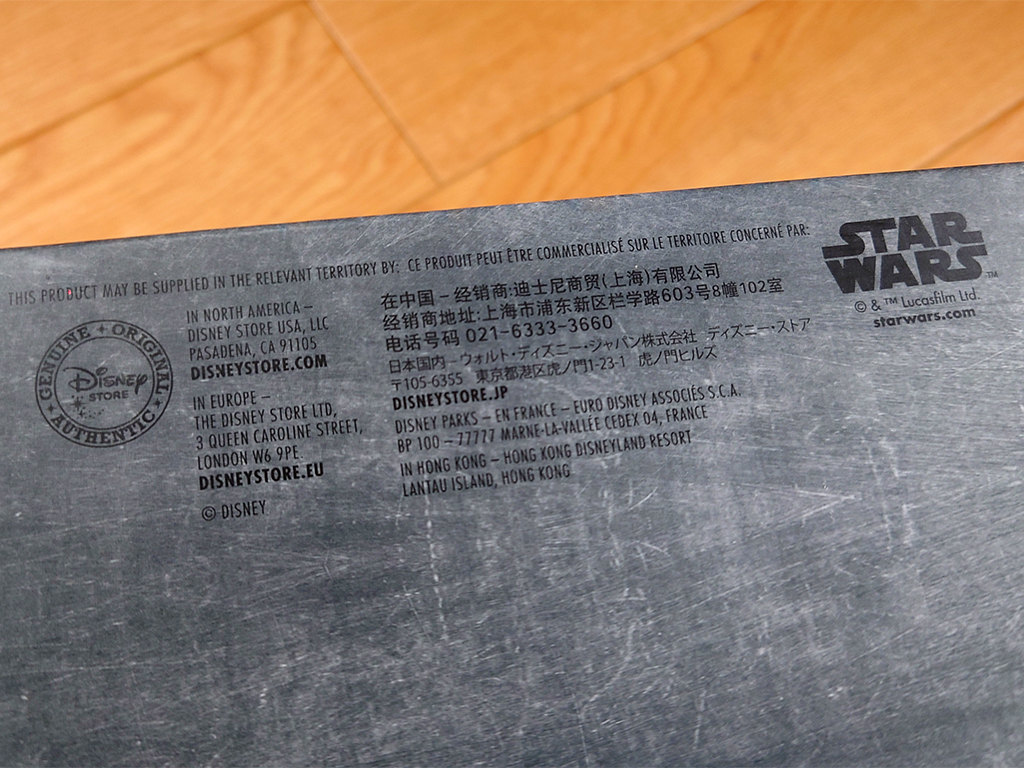 THIS PRODUCT MAY BE SUPPLIED IN THE RELEVANT TERRITORY BY: CE PRODUIT PEUT ÊTRE COMMERCIALISÉ SUR LE TERRITOIRE CONCERNÉ PAR:
GENUINE ORIGINAL
Disney
STORE
AUTHENTIC
IN NORTH AMERICA –
DISNEY STORE USA, LLC
PASADENA, CA 91105
DISNEYSTORE.COM
IN EUROPE –
THE DISNEY STORE LTD,
3 QUEEN CAROLINE STREET,
LONDON W6 9PE.
DISNEYSTORE.EU
© DISNEY
在中国 – 经销商:迪士尼商贸(上海)有限公司
经销商地址:上海市浦东新区栏学路603号8幢102室
电话号码 021-6333-3660
日本国内 – ウォルト・ディズニー・ジャパン株式会社 ディズニー・ストア
〒105-6355 東京都港区虎ノ門1-23-1 虎ノ門ヒルズ
DISNEYSTORE.JP
DISNEY PARKS – EN FRANCE – EURO DISNEY ASSOCIÉS S.C.A.
BP 100 – 77777 MARNE-LA-VALLÉE CEDEX 04, FRANCE
IN HONG KONG – HONG KONG DISNEYLAND RESORT
LANTAU ISLAND, HONG KONG
STAR
WARS™
© & ™ Lucasfilm Ltd.
starwars.com